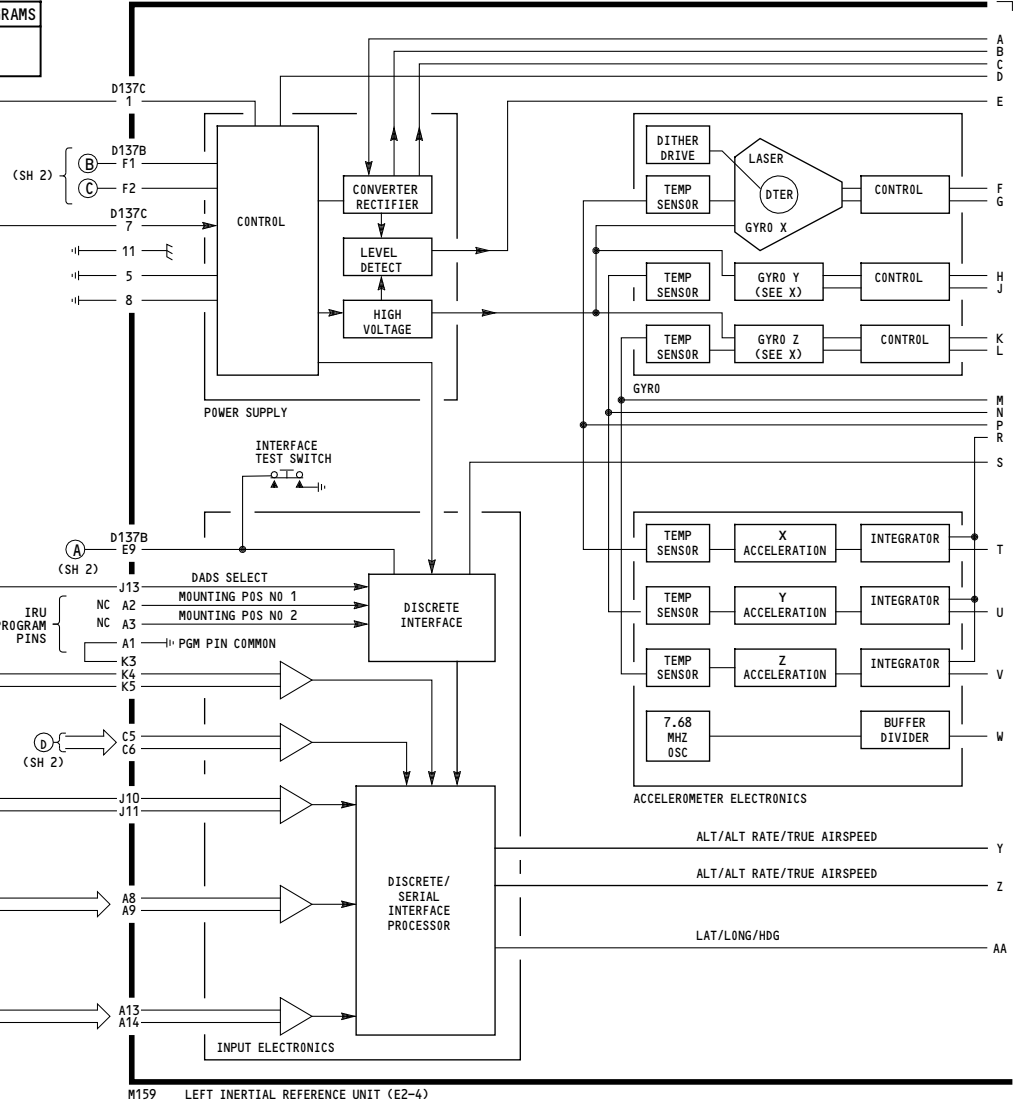 RAMS
A
B
C
D
E
D137C
1
D137B
F1
F2
(SH 2)
B
C
D137C
7
11
5
8
CONTROL
CONVERTER
RECTIFIER
LEVEL
DETECT
HIGH
VOLTAGE
POWER SUPPLY
DITHER
DRIVE
LASER
DTER
GYRO X
TEMP
SENSOR
CONTROL
F
G
TEMP
SENSOR
GYRO Y
(SEE X)
CONTROL
H
J
TEMP
SENSOR
GYRO Z
(SEE X)
CONTROL
K
L
GYRO
M
N
P
R
S
INTERFACE
TEST SWITCH
D137B
A
E9
(SH 2)
J13
DADS SELECT
NC A2
MOUNTING POS NO 1
NC A3
MOUNTING POS NO 2
IRU
PROGRAM
PINS
A1
PGM PIN COMMON
K3
K4
K5
DISCRETE
INTERFACE
D
(SH 2)
C5
C6
J10
J11
A8
A9
A13
A14
DISCRETE/
SERIAL
INTERFACE
PROCESSOR
INPUT ELECTRONICS
TEMP
SENSOR
X
ACCELERATION
INTEGRATOR
T
TEMP
SENSOR
Y
ACCELERATION
INTEGRATOR
U
TEMP
SENSOR
Z
ACCELERATION
INTEGRATOR
V
7.68
MHZ
OSC
BUFFER
DIVIDER
W
ACCELEROMETER ELECTRONICS
ALT/ALT RATE/TRUE AIRSPEED
Y
ALT/ALT RATE/TRUE AIRSPEED
Z
LAT/LONG/HDG
AA
M159 LEFT INERTIAL REFERENCE UNIT (E2-4)